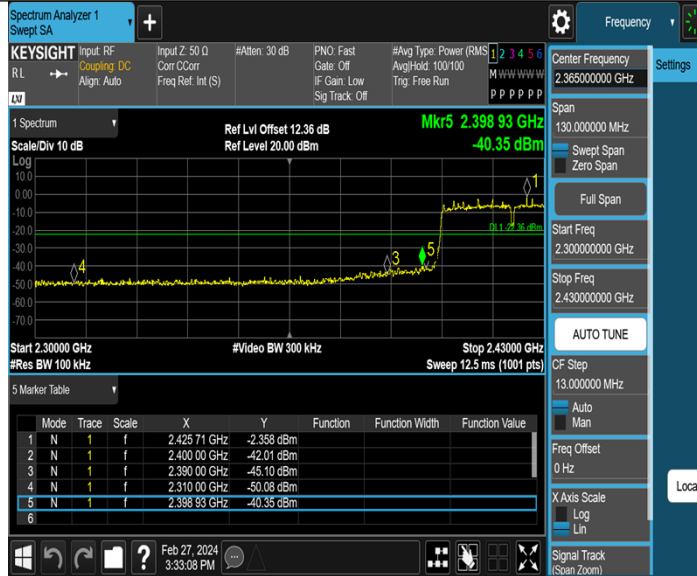 Spectrum Analyzer 1
Swept SA
+
Frequency
KEYSIGHT
RL
LXI
Input: RF
Coupling: DC
Align: Auto
Input Z: 50 Ω
Corr CCorr
Freq Ref: Int (S)
#Atten: 30 dB
PNO: Fast
Gate: Off
IF Gain: Low
Sig Track: Off
#Avg Type: Power (RMS
Avg|Hold: 100/100
Trig: Free Run
1 2 3 4 5 6
M W W W W W
P P P P P P
1 Spectrum
Scale/Div 10 dB
Log
Ref Lvl Offset 12.36 dB
Ref Level 20.00 dBm
Mkr5 2.398 93 GHz
-40.35 dBm
10.0
0.00
-10.0
-20.0
-30.0
-40.0
-50.0
-60.0
-70.0
1
DL1 -22.36 dBm
4
3
5
Start 2.30000 GHz
#Res BW 100 kHz
#Video BW 300 kHz
Stop 2.43000 GHz
Sweep 12.5 ms (1001 pts)
5 Marker Table
Mode Trace Scale X Y Function Function Width Function Value
1 N 1 f 2.425 71 GHz -2.358 dBm
2 N 1 f 2.400 00 GHz -42.01 dBm
3 N 1 f 2.390 00 GHz -45.10 dBm
4 N 1 f 2.310 00 GHz -50.08 dBm
5 N 1 f 2.398 93 GHz -40.35 dBm
6
?
Feb 27, 2024
3:33:08 PM
Center Frequency
2.365000000 GHz
Span
130.000000 MHz
Swept Span
Zero Span
Full Span
Start Freq
2.300000000 GHz
Stop Freq
2.430000000 GHz
AUTO TUNE
CF Step
13.000000 MHz
Auto
Man
Freq Offset
0 Hz
X Axis Scale
Log
Lin
Signal Track
(Span Zoom)
Settings
Loca